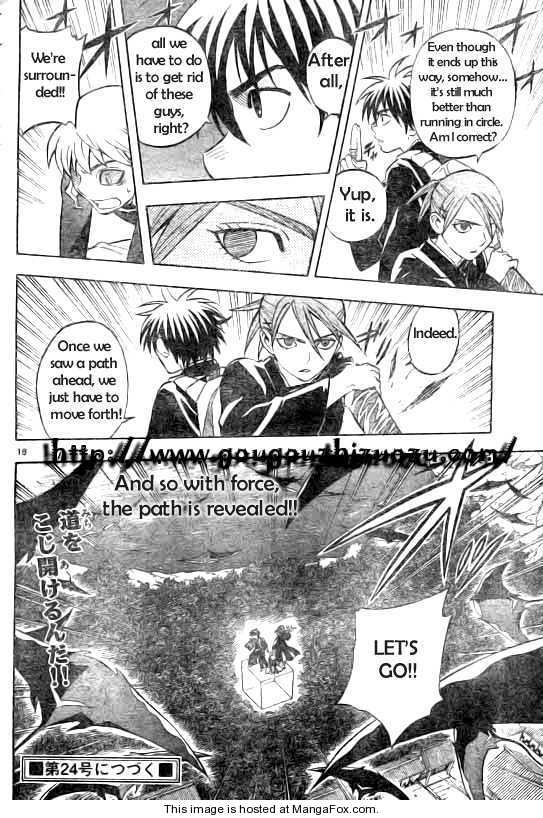 Even though
it ends up this
way, somehow...
it's still much
better than
running in circle.
Am I correct?
Yup,
it is.
After
all,
all we
have to do
is to get rid
of these
guys,
right?
We're
surroun-
ded!!
Indeed.
Once we
saw a path
ahead, we
just have to
move forth!
18
http://www.gougouzhizuozu.com/
And so with force,
the path is revealed!!
道を
こじ開けるんだ!!
LET'S
GO!!
■第24号につづく■
This image is hosted at MangaFox.com.